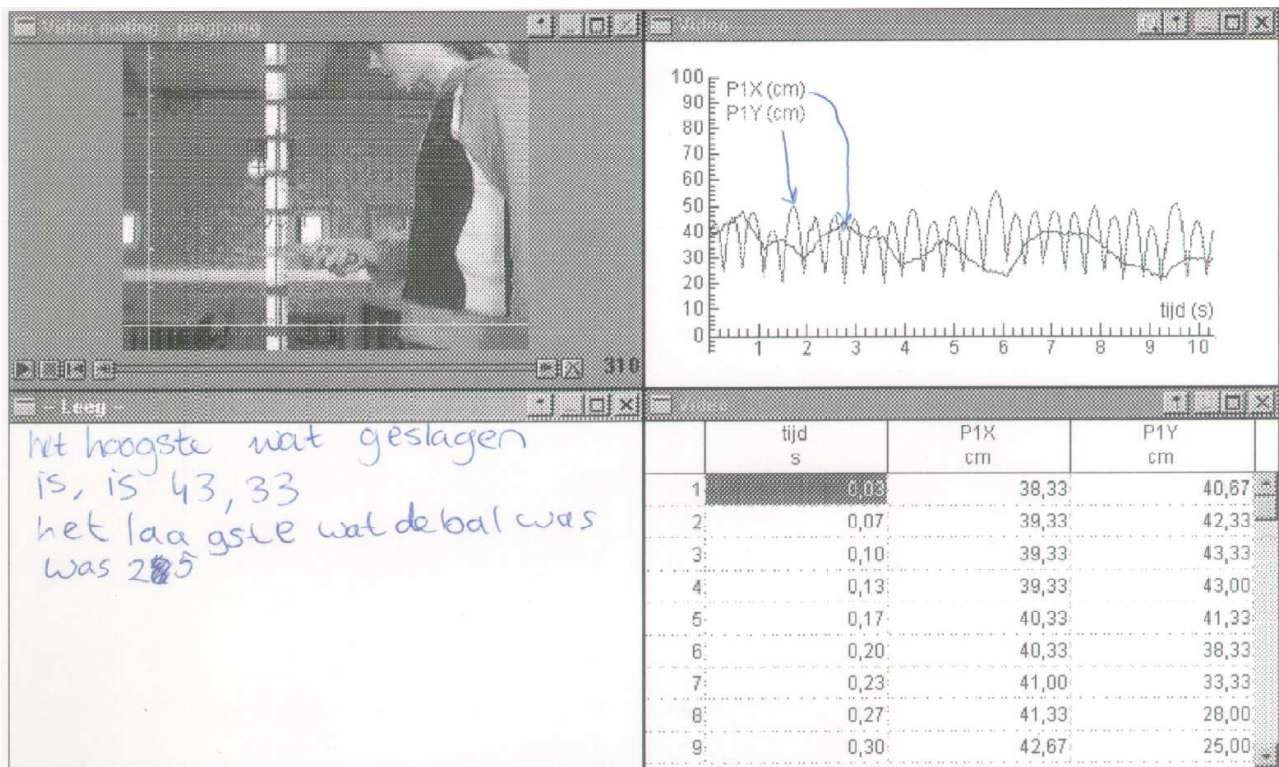 Video meting - pingpong
310
Video
100
90
80
70
60
50
40
30
20
10
0
P1X (cm)
P1Y (cm)
tijd (s)
1 2 3 4 5 6 7 8 9 10
- Leeg -
het hoogste wat geslagen
is, is 43,33
het laagste wat de bal was
was 25
Video
tijd P1X P1Y
s cm cm
1 0,03 38,33 40,67
2 0,07 39,33 42,33
3 0,10 39,33 43,33
4 0,13 39,33 43,00
5 0,17 40,33 41,33
6 0,20 40,33 38,33
7 0,23 41,00 33,33
8 0,27 41,33 28,00
9 0,30 42,67 25,00